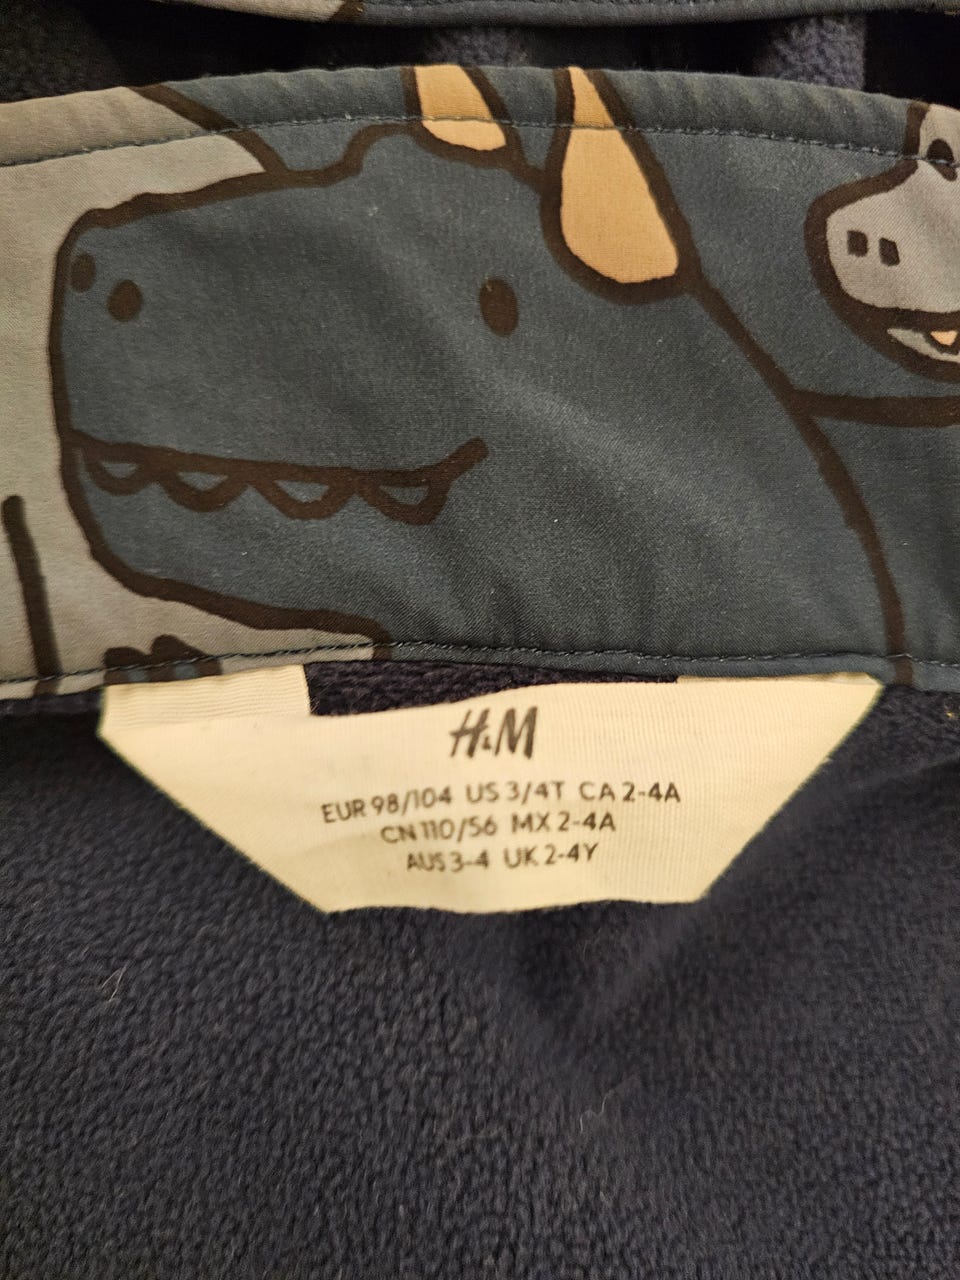 H&M
EUR 98/104 US 3/4T CA 2-4A
CN 110/56 MX 2-4A
AUS 3-4 UK 2-4Y